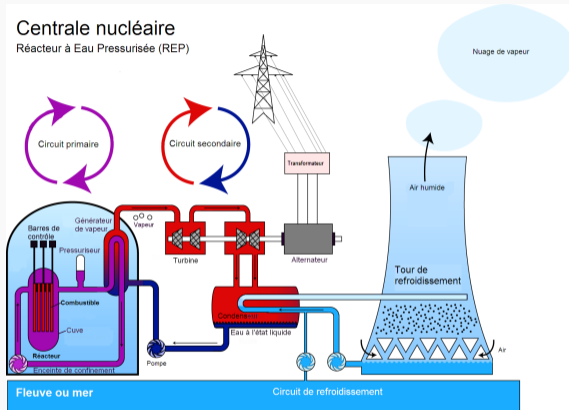 Centrale nucléaire
Réacteur à Eau Pressurisée (REP)
Nuage de vapeur
Circuit primaire
Circuit secondaire
Transformateur
Air humide
Générateur
de vapeur
Vapeur
Barres de
contrôle
Pressuriseur
Turbine
Alternateur
Tour de
refroidissement
Combustible
Condenseur
Cuve
Eau à l'état liquide
Réacteur
Pompe
Air
Enceinte de confinement
Fleuve ou mer
Circuit de refroidissement